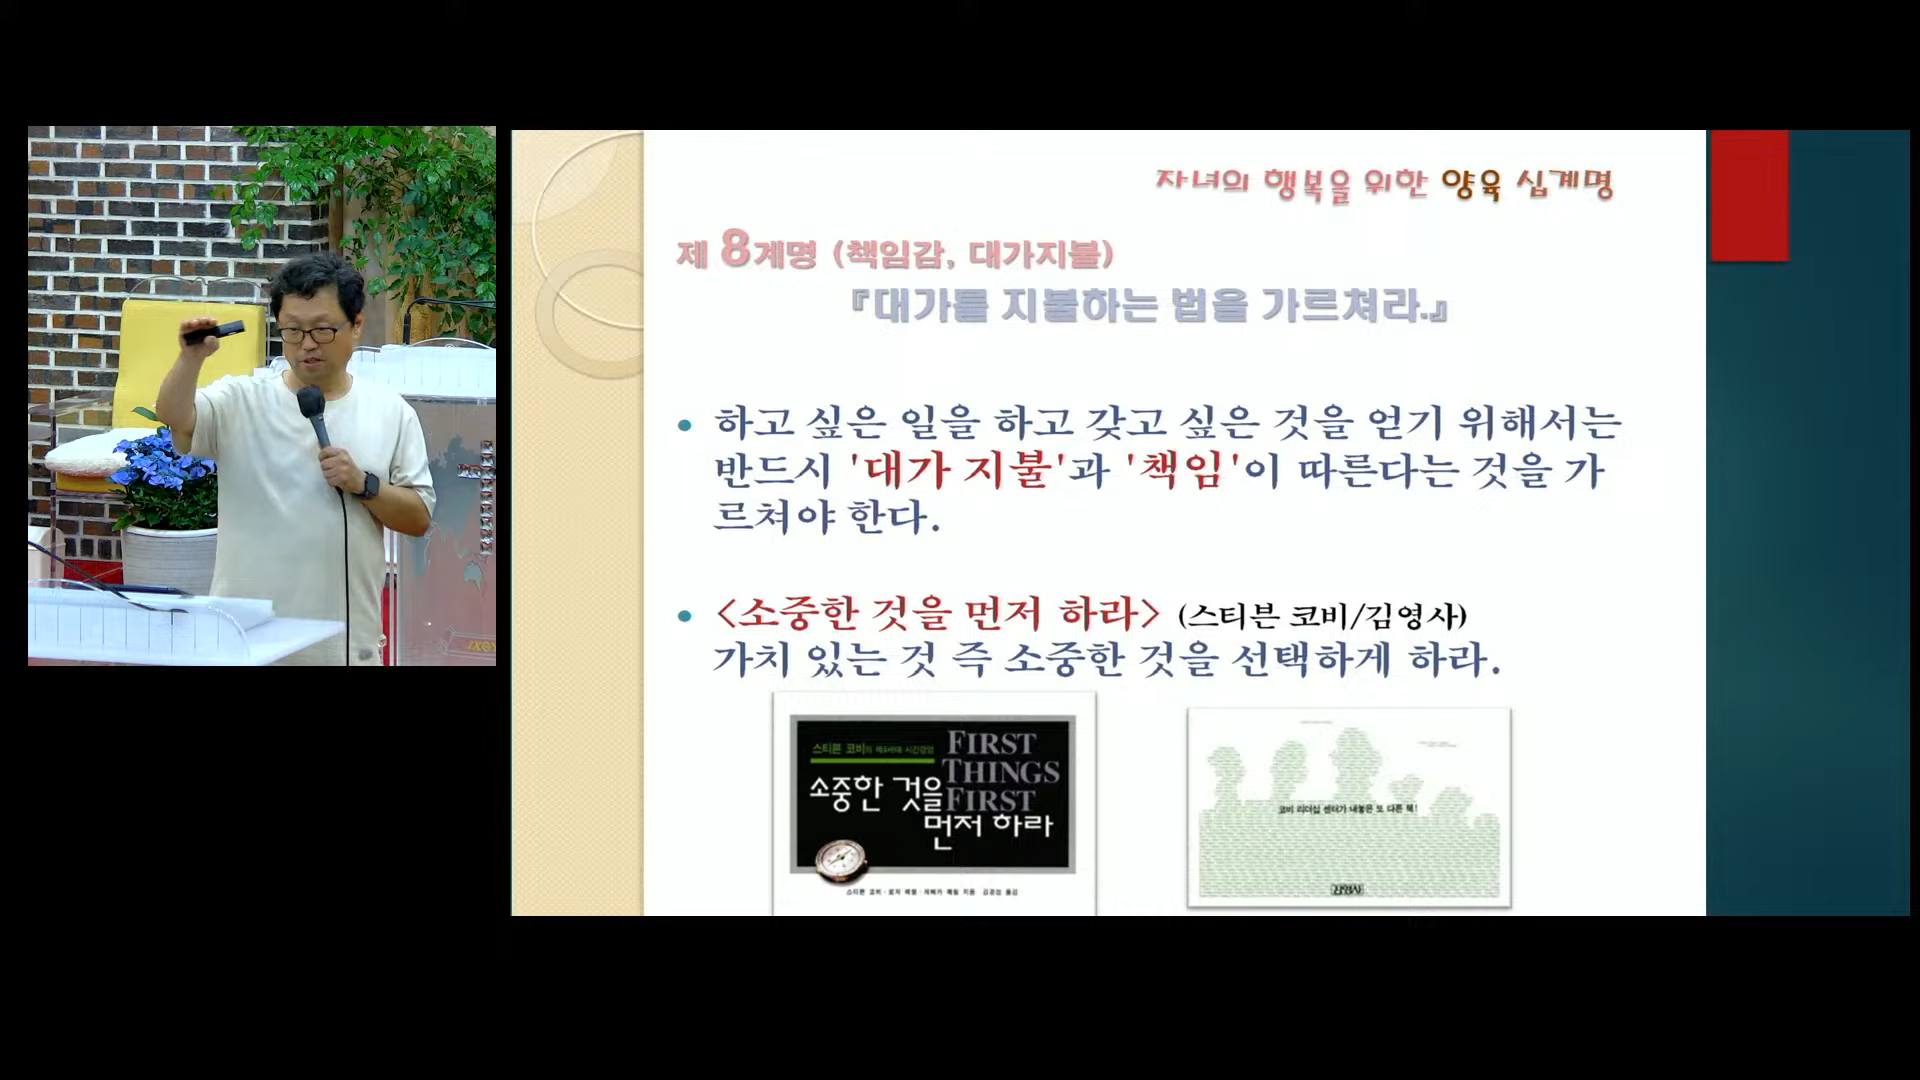 자녀의 행복을 위한 양육 십계명
제 8계명 (책임감, 대가지불)
『대가를 지불하는 법을 가르쳐라.』
• 하고 싶은 일을 하고 갖고 싶은 것을 얻기 위해서는
반드시 '대가 지불'과 '책임'이 따른다는 것을 가
르쳐야 한다.
• <소중한 것을 먼저 하라> (스티븐 코비/김영사)
가치 있는 것 즉 소중한 것을 선택하게 하라.
스티븐 코비의 제4세대 시간경영
FIRST
THINGS
FIRST
소중한 것을
먼저 하라
스티븐 코비 · 로저 메릴 · 레베카 메릴 지음 김경섭 옮김
코비 리더십 센터가 내놓은 또 다른 책!
김영사